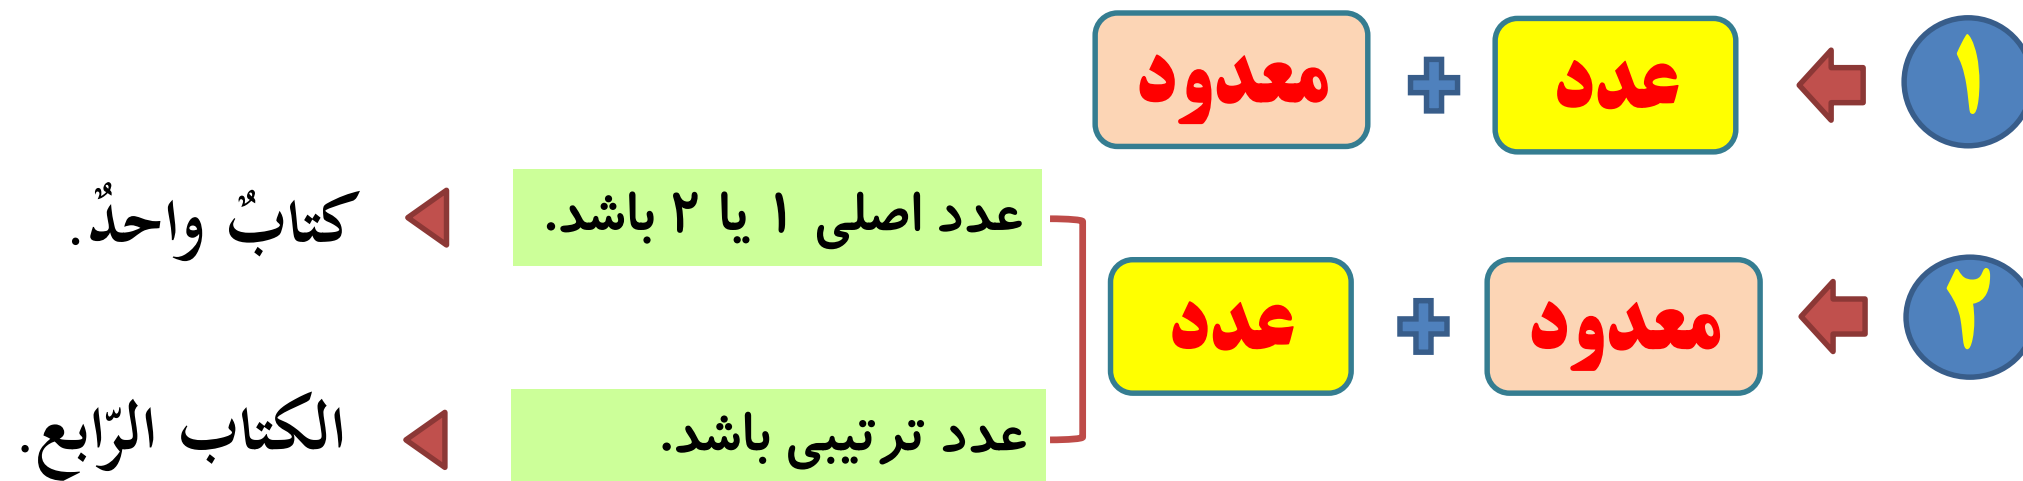 ۱ عدد + معدود
عدد اصلی ۱ یا ۲ باشد. کتابٌ واحدٌ.
۲ معدود + عدد
عدد ترتیبی باشد. الکتاب الرّابع.